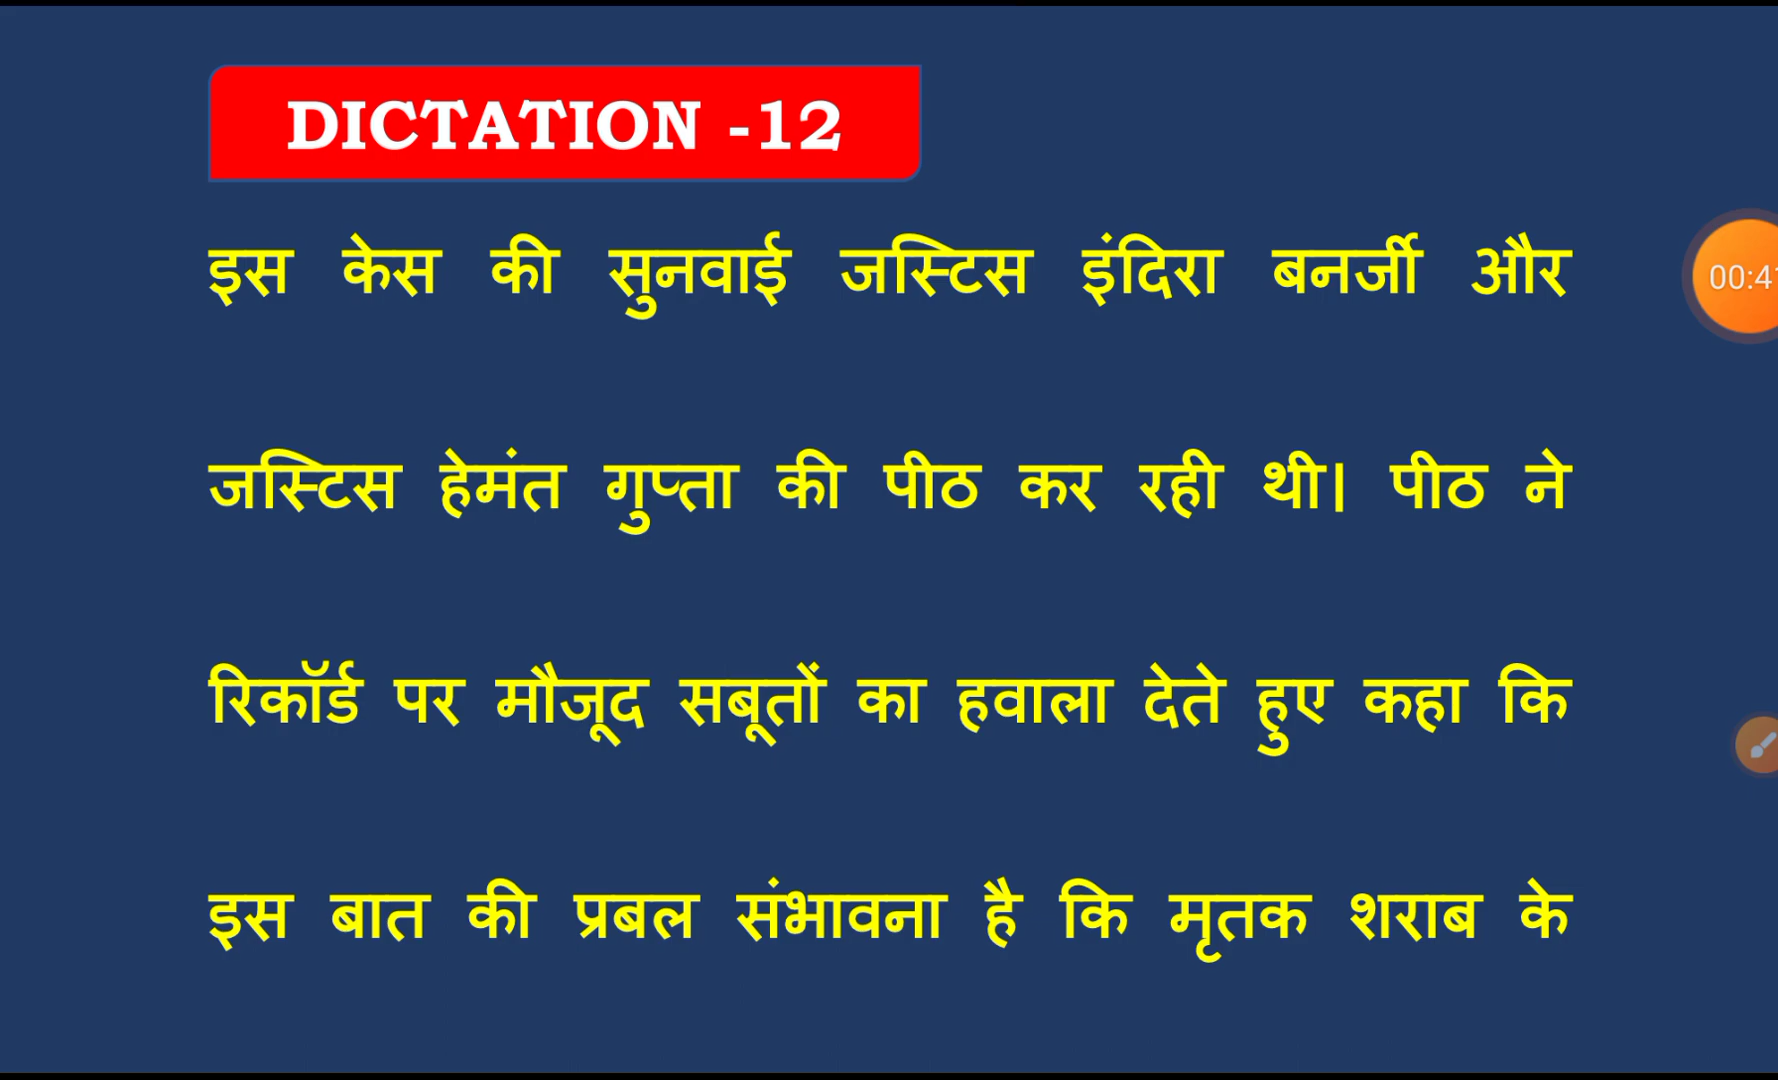 DICTATION -12
इस केस की सुनवाई जस्टिस इंदिरा बनर्जी और
जस्टिस हेमंत गुप्ता की पीठ कर रही थी। पीठ ने
रिकॉर्ड पर मौजूद सबूतों का हवाला देते हुए कहा कि
इस बात की प्रबल संभावना है कि मृतक शराब के